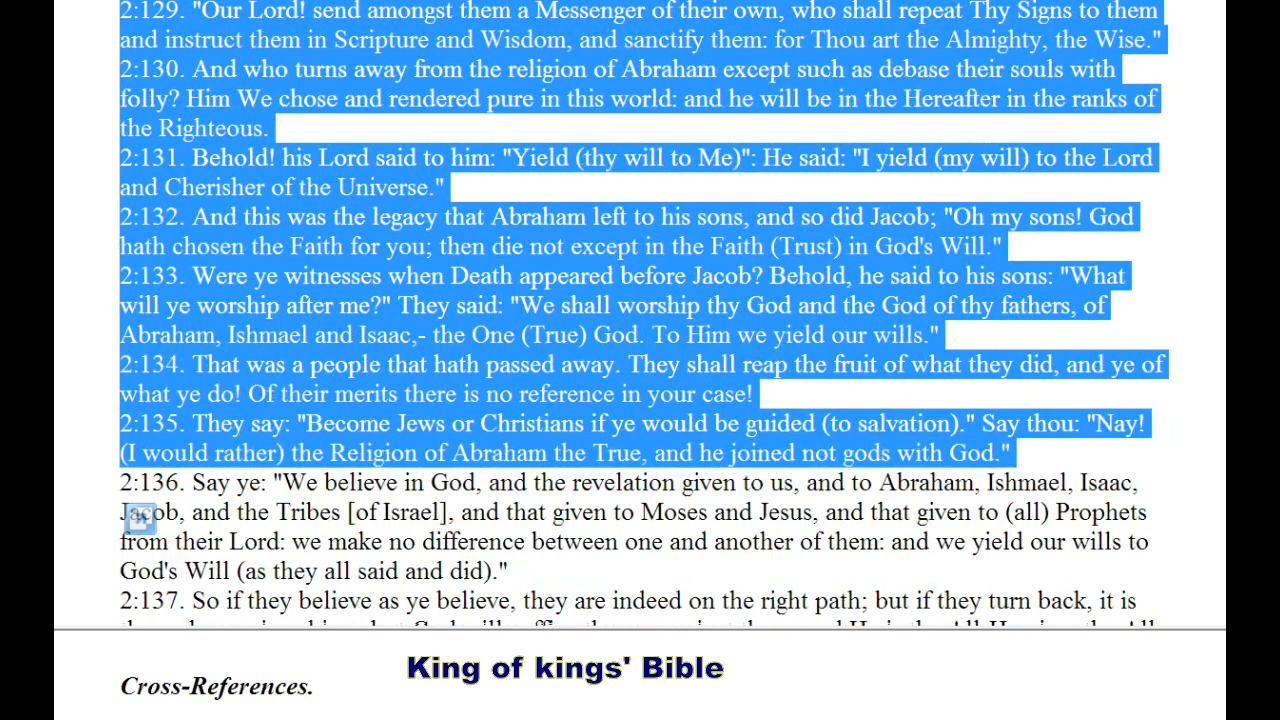 2:129. "Our Lord! send amongst them a Messenger of their own, who shall repeat Thy Signs to them
and instruct them in Scripture and Wisdom, and sanctify them: for Thou art the Almighty, the Wise."
2:130. And who turns away from the religion of Abraham except such as debase their souls with
folly? Him We chose and rendered pure in this world: and he will be in the Hereafter in the ranks of
the Righteous.
2:131. Behold! his Lord said to him: "Yield (thy will to Me)": He said: "I yield (my will) to the Lord
and Cherisher of the Universe."
2:132. And this was the legacy that Abraham left to his sons, and so did Jacob; "Oh my sons! God
hath chosen the Faith for you; then die not except in the Faith (Trust) in God's Will."
2:133. Were ye witnesses when Death appeared before Jacob? Behold, he said to his sons: "What
will ye worship after me?" They said: "We shall worship thy God and the God of thy fathers, of
Abraham, Ishmael and Isaac,- the One (True) God. To Him we yield our wills."
2:134. That was a people that hath passed away. They shall reap the fruit of what they did, and ye of
what ye do! Of their merits there is no reference in your case!
2:135. They say: "Become Jews or Christians if ye would be guided (to salvation)." Say thou: "Nay!
(I would rather) the Religion of Abraham the True, and he joined not gods with God."
2:136. Say ye: "We believe in God, and the revelation given to us, and to Abraham, Ishmael, Isaac,
Jacob, and the Tribes [of Israel], and that given to Moses and Jesus, and that given to (all) Prophets
from their Lord: we make no difference between one and another of them: and we yield our wills to
God's Will (as they all said and did)."
2:137. So if they believe as ye believe, they are indeed on the right path; but if they turn back, it is
King of kings' Bible
Cross-References.